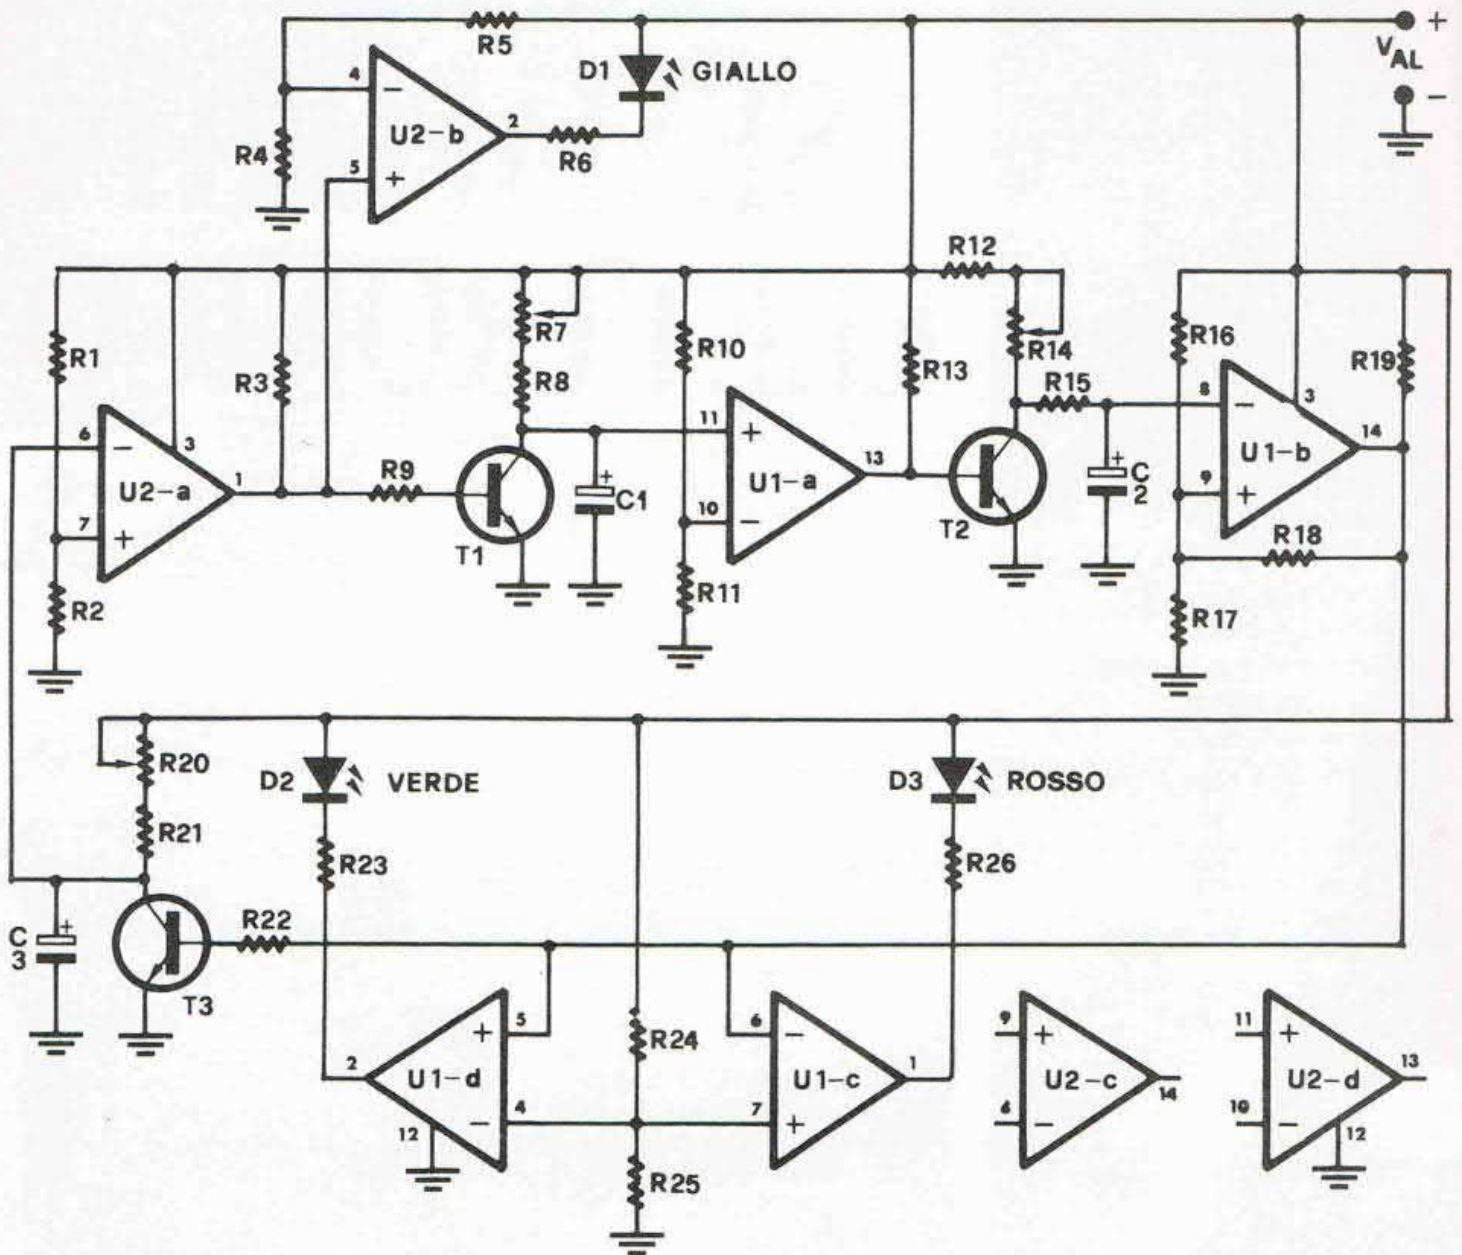 R5
+
V AL
−
D1 GIALLO
4
−
U2-b
2
R4
R6
5
+
R12
R1
R3
R7
R8
R10
R13
R14
R15
R16
R19
6
−
3
U2-a
1
7
+
R9
R2
T1
+
C1
11
+
U1-a
13
10
−
R11
T2
+
C2
8
−
3
U1-b
14
9
+
R18
R17
R20
D2 VERDE
D3 ROSSO
R21
R23
R26
+
C3
R22
T3
+
5
2
U1-d
4
−
12
R24
R25
6
−
U1-c
1
7
+
9
+
U2-c
14
6
−
11
+
U2-d
13
10
−
12